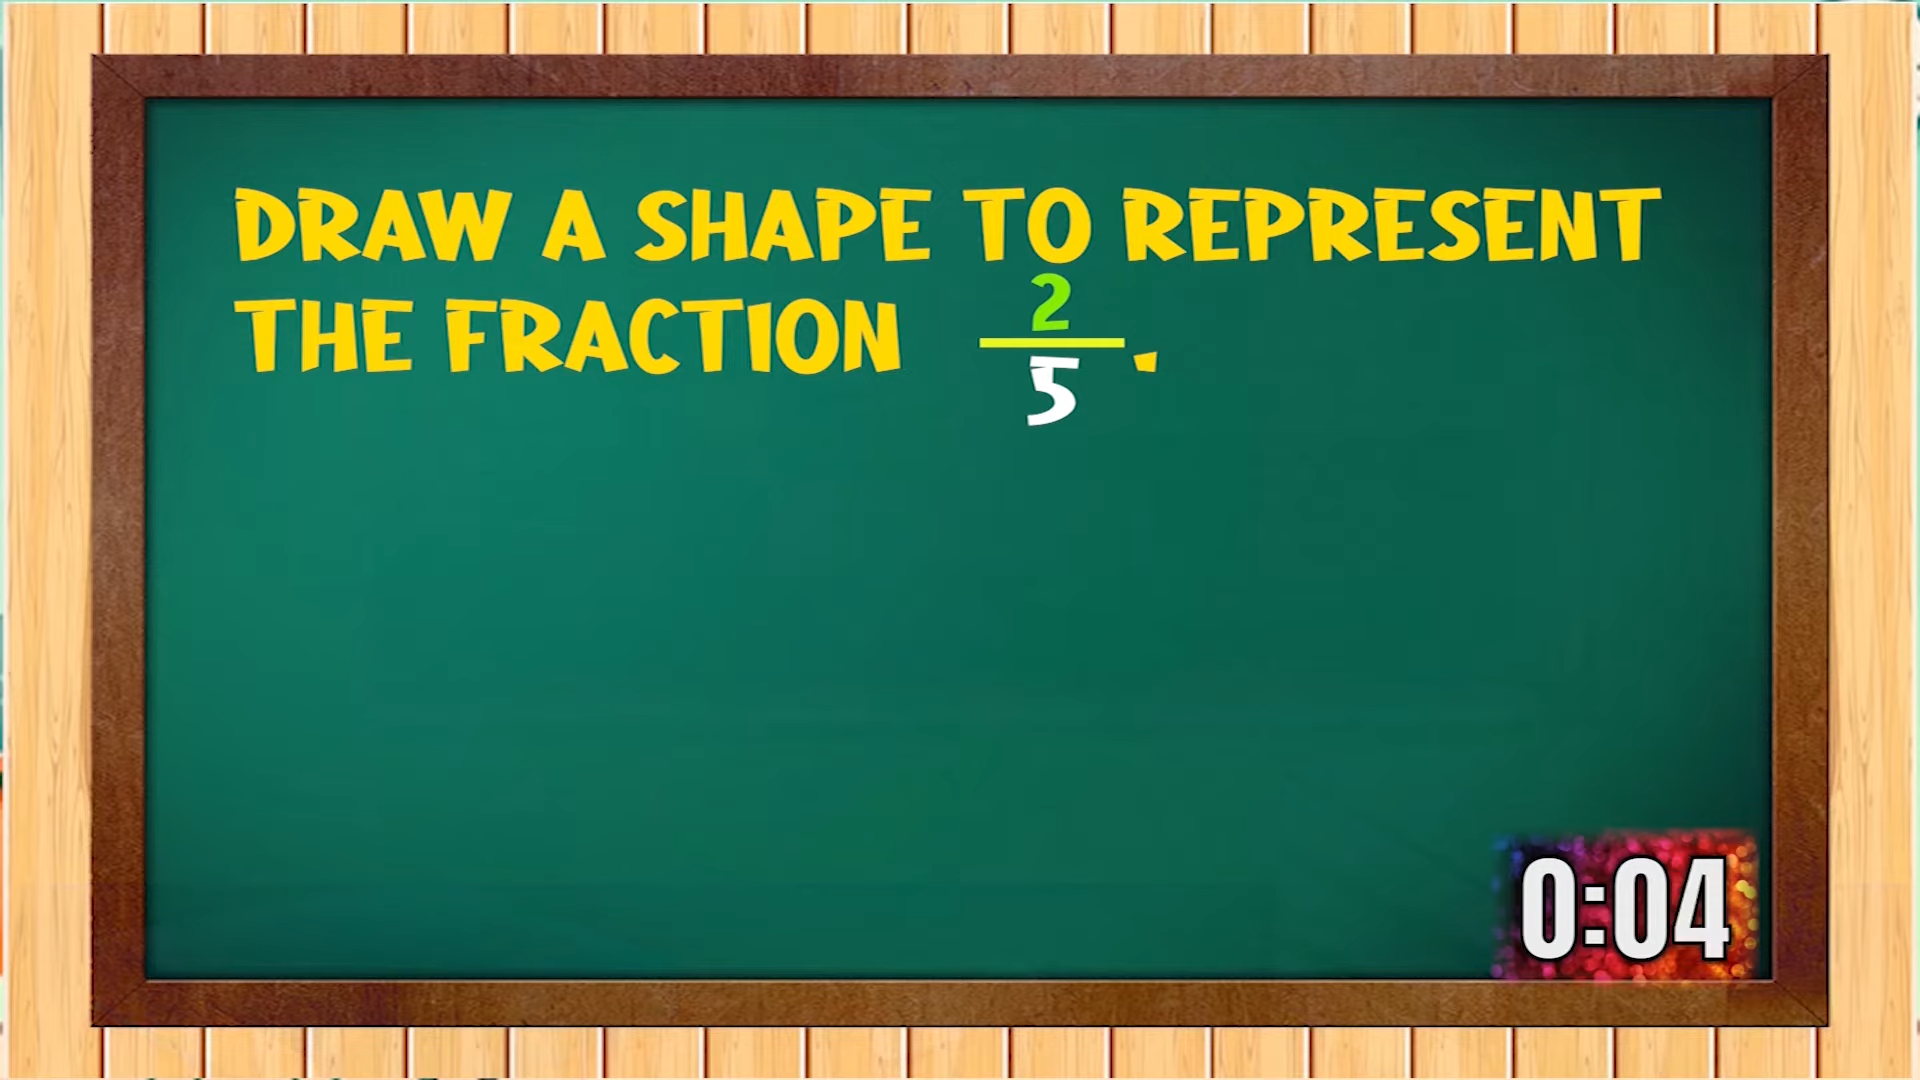 DRAW A SHAPE TO REPRESENT
THE FRACTION 2/5.
0:04